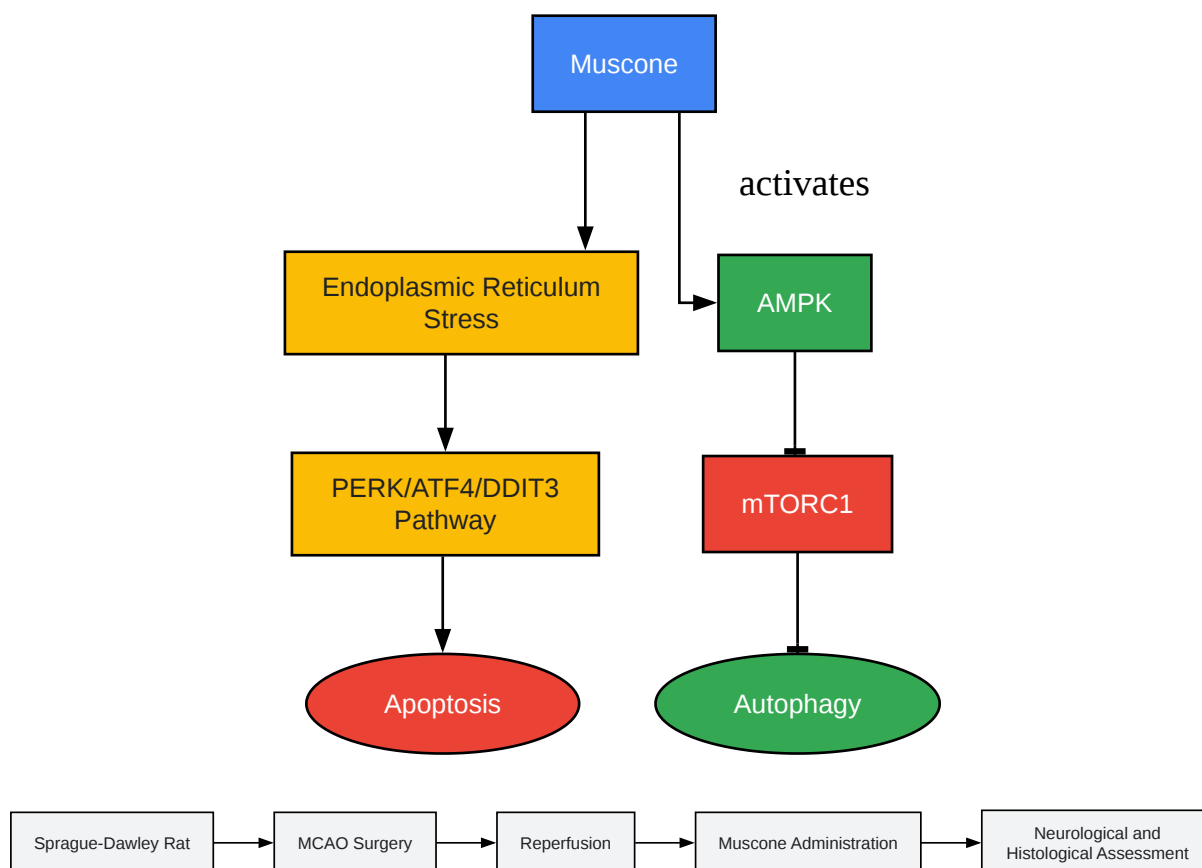 Muscone
activates
Endoplasmic Reticulum
Stress
AMPK
PERK/ATF4/DDIT3
Pathway
mTORC1
Apoptosis
Autophagy
Sprague-Dawley Rat
MCAO Surgery
Reperfusion
Muscone Administration
Neurological and
Histological Assessment